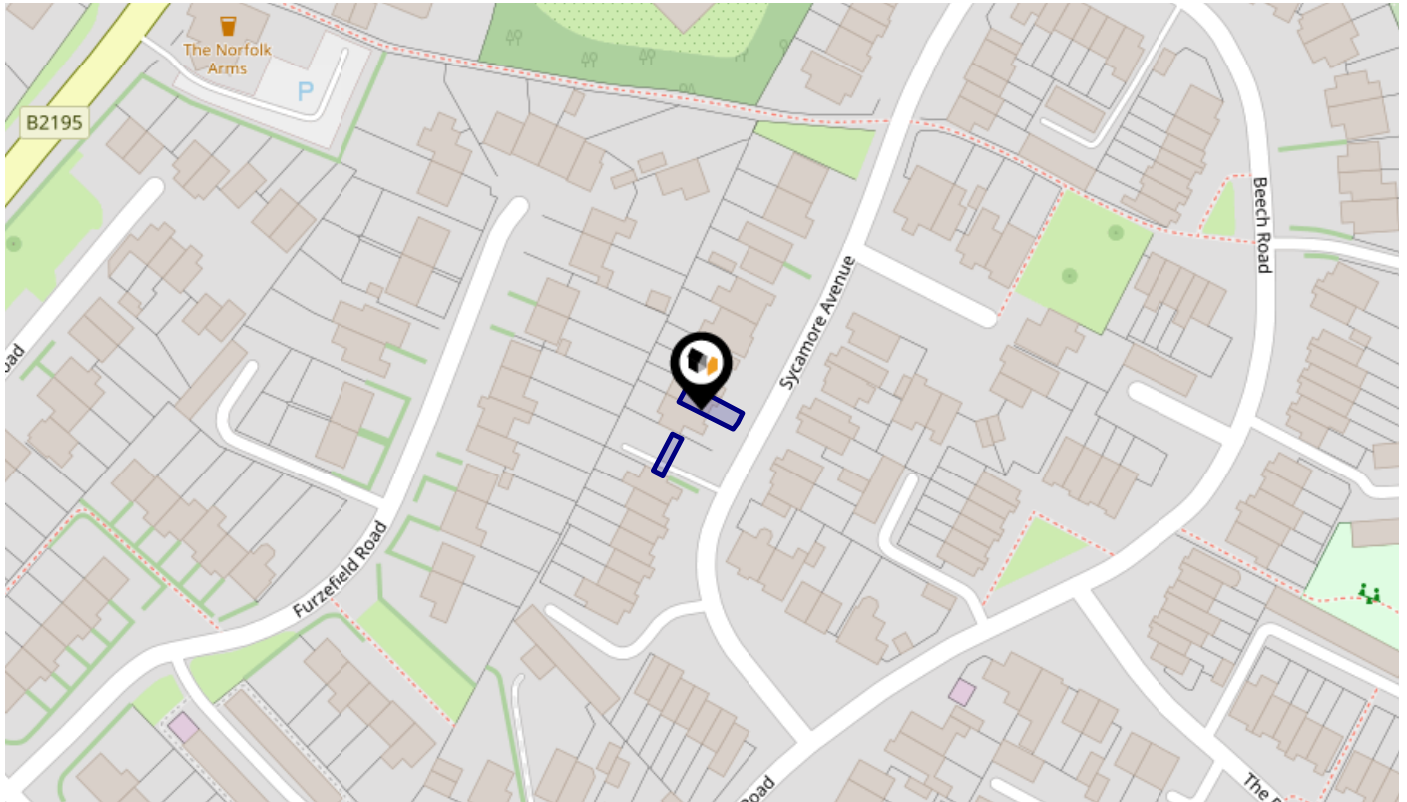 The Norfolk
Arms
P
B2195
Beech Road
Sycamore Avenue
oad
Furzefield Road
Road
The